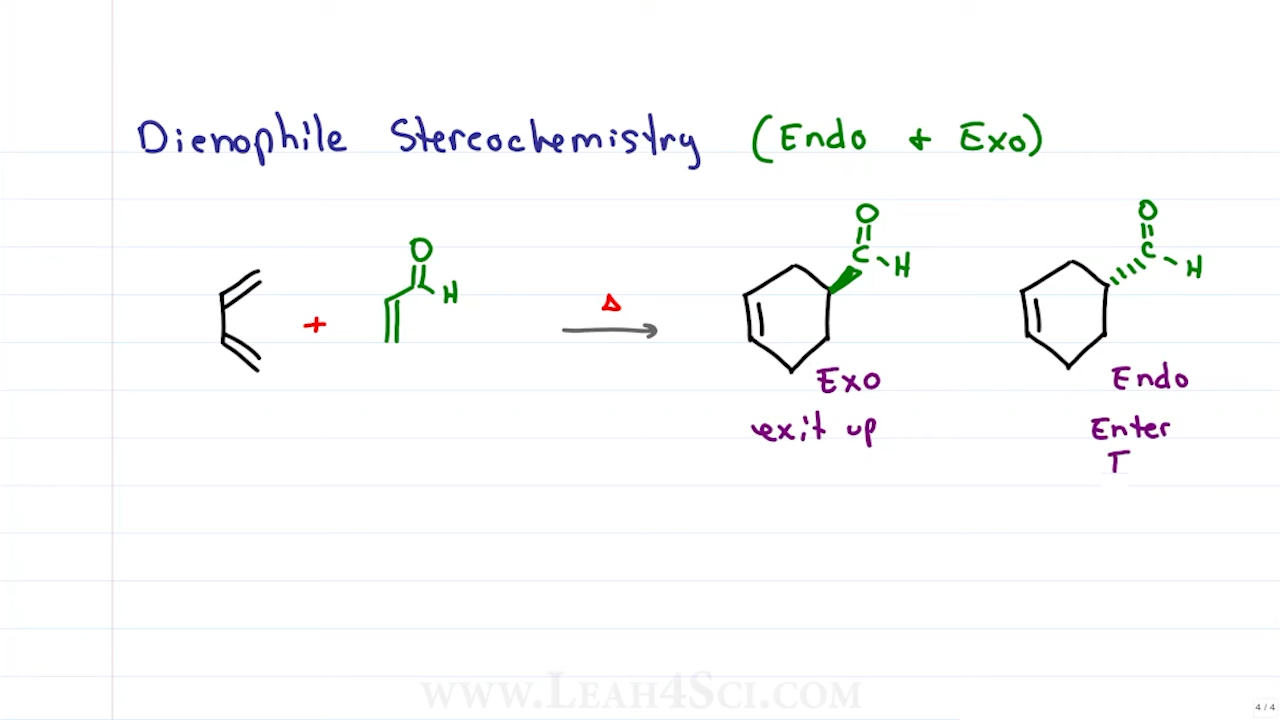 Dienophile Stereochemistry (Endo + Exo)
O O O
C H C H
H
+ Δ
Exo Endo
exit up Enter
T
www.Leah4Sci.com
4 / 4